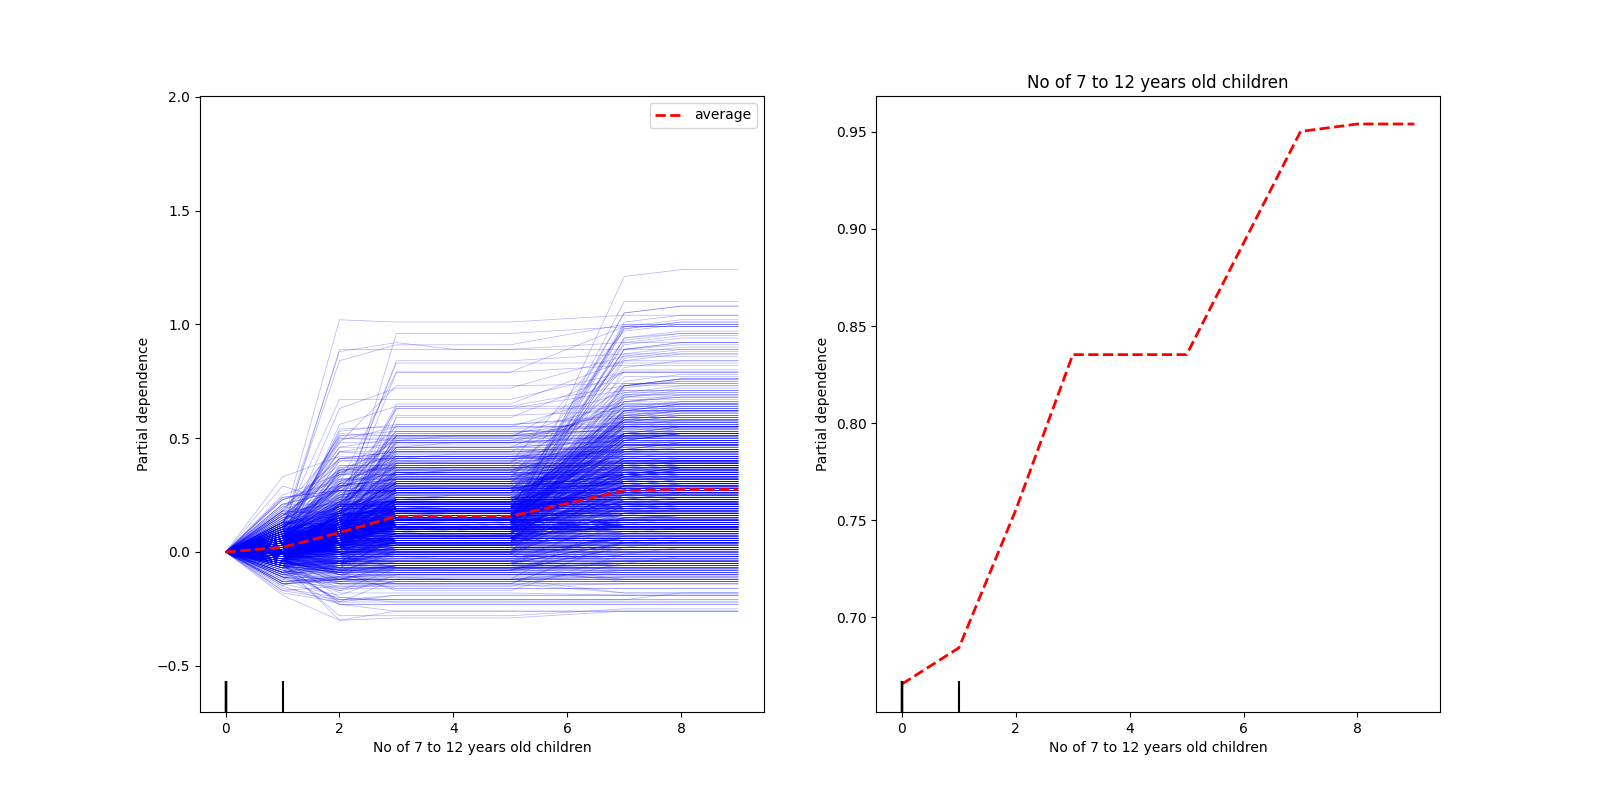 2.0
1.5
1.0
0.5
0.0
−0.5
Partial dependence
average
0 2 4 6 8
No of 7 to 12 years old children
No of 7 to 12 years old children
0.95
0.90
0.85
0.80
0.75
0.70
Partial dependence
0 2 4 6 8
No of 7 to 12 years old children